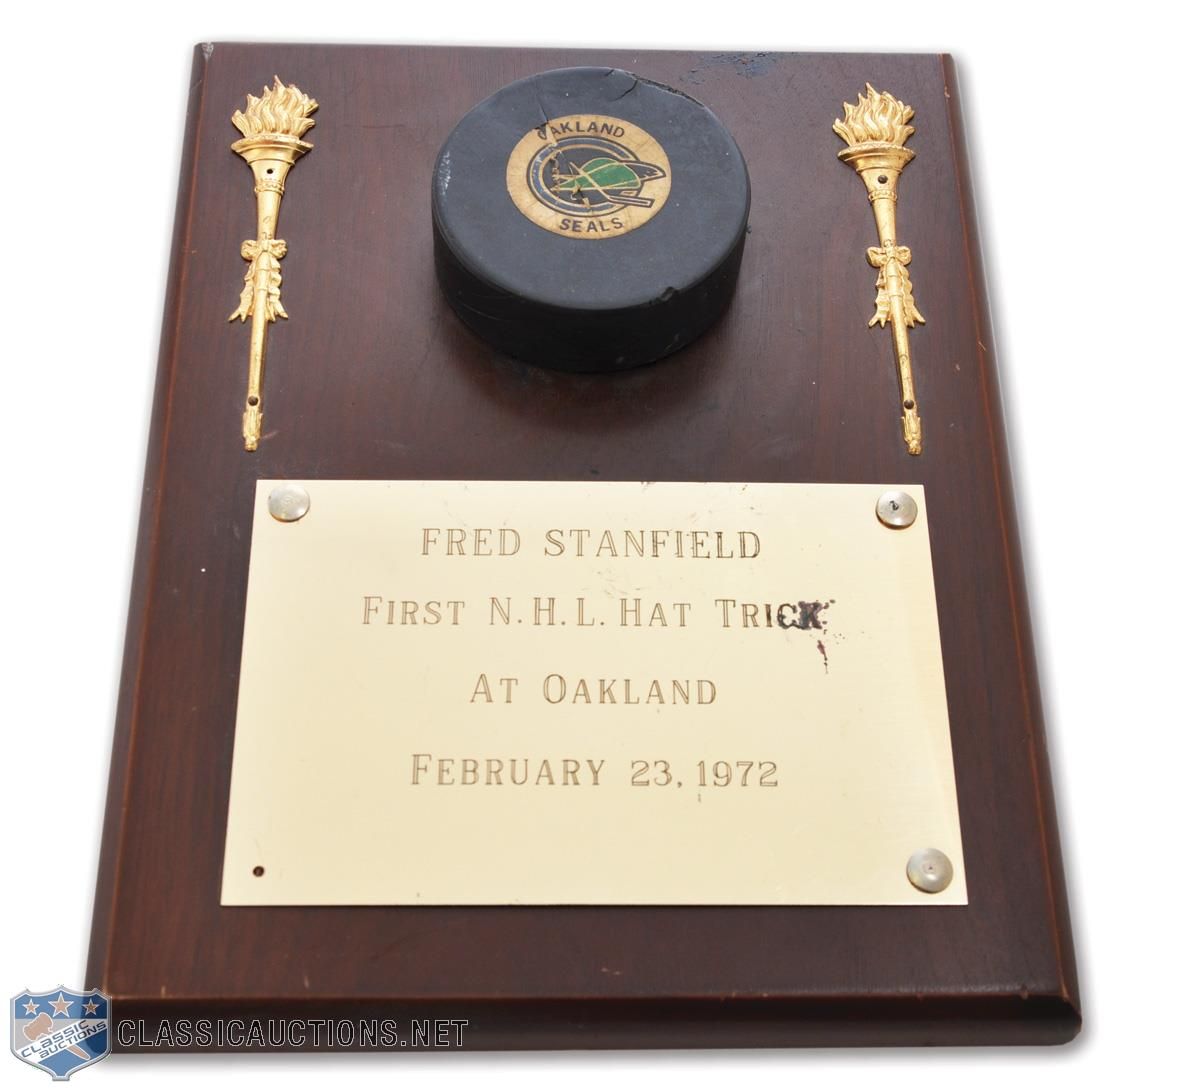 OAKLAND
SEALS
FRED STANFIELD
FIRST N.H.L. HAT TRICK
AT OAKLAND
FEBRUARY 23, 1972
CLASSIC
AUCTIONS
CLASSICAUCTIONS.NET